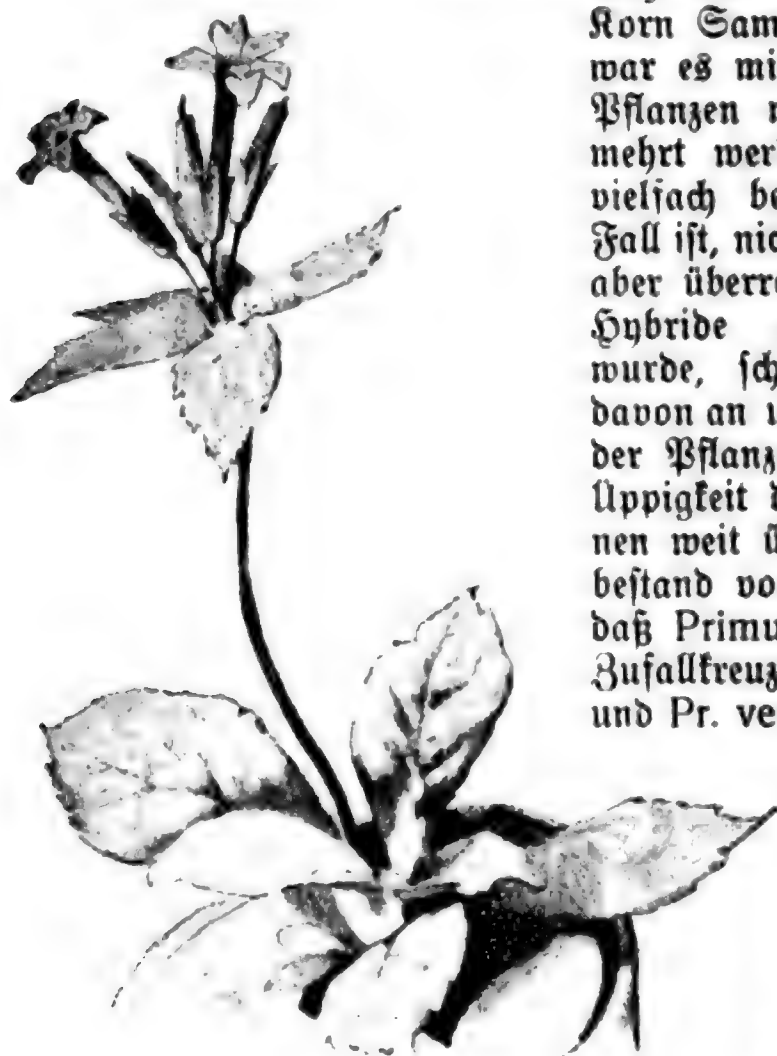 Korn Sam
war es mi
Pflanzen
mehrt wer
vielfach be
Fall ist, nic
aber überr
Hybride
wurde, sch
davon an
der Pflanz
Üppigkeit
nen weit
bestand vo
daß Primu
Zufallkreuz
und Pr. ve